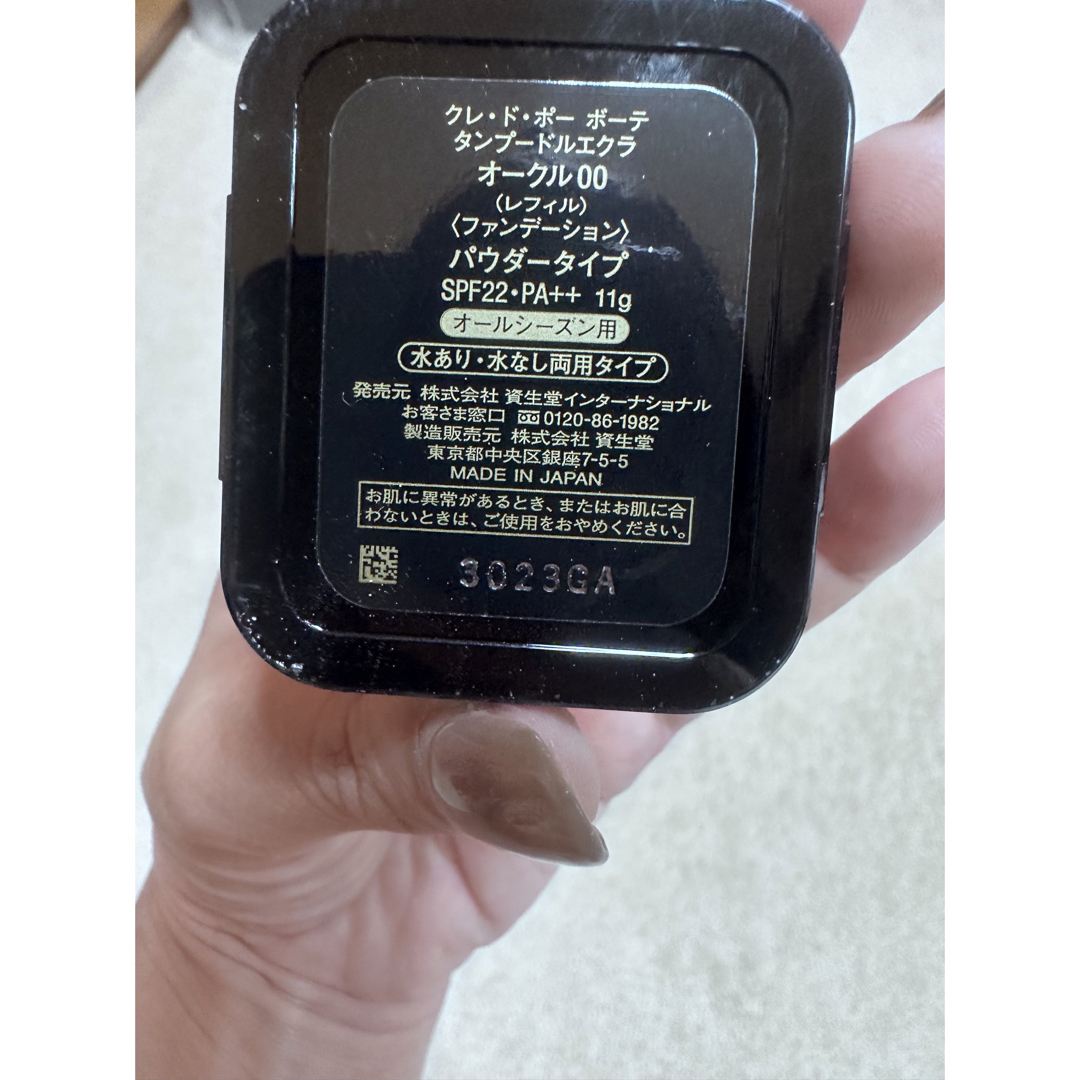 クレ・ド・ポー ボーテ
タンプードルエクラ
オークル00
(レフィル)
〈ファンデーション〉
パウダータイプ
SPF22・PA++ 11g
オールシーズン用
水あり・水なし両用タイプ
発売元 株式会社 資生堂インターナショナル
お客さま窓口 0120-86-1982
製造販売元 株式会社 資生堂
東京都中央区銀座7-5-5
MADE IN JAPAN
お肌に異常があるとき、またはお肌に合
わないときは、ご使用をおやめください。
3023GA